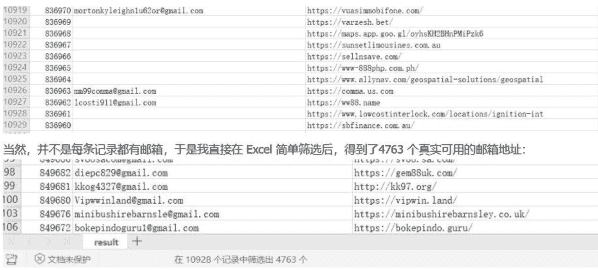 10919 836970 mortonkyleighn1u62or@gmail.com https://vuasimmobifone.com/
10920 836969 https://varzesh.bet/
10921 836968 https://maps.app.goo.gl/oyhsKM2BMnPMiPzk6
10922 836967 https://sunsetlimousines.com.au
10923 836966 https://sellnsave.com/
10924 836965 https://www-888php.com.ph/
10925 836964 https://www.allynav.com/geospatial-solutions/geospatial
10926 836963 mm99comma@gmail.com https://comma.us.com
10927 836962 lcosti911@gmail.com https://ww88.name
10928 836961 https://www.lowcostinterlock.com/locations/ignition-int
10929 836960 https://sbfinance.com.au/
当然，并不是每条记录都有邮箱，于是我直接在 Excel 简单筛选后，得到了4763 个真实可用的邮箱地址：
98 849682 diepc829@gmail.com https://gem88uk.com/
99 849681 kkog4327@gmail.com http://kk97.org/
100 849680 Vipwwinland@gmail.com https://vipwin.land/
103 849676 minibushirebarnsle@gmail.com https://minibushirebarnsley.co.uk/
106 849672 bokepindoguru1@gmail.com https://bokepindo.guru/
result
文档未保护 在 10928 个记录中筛选出 4763 个